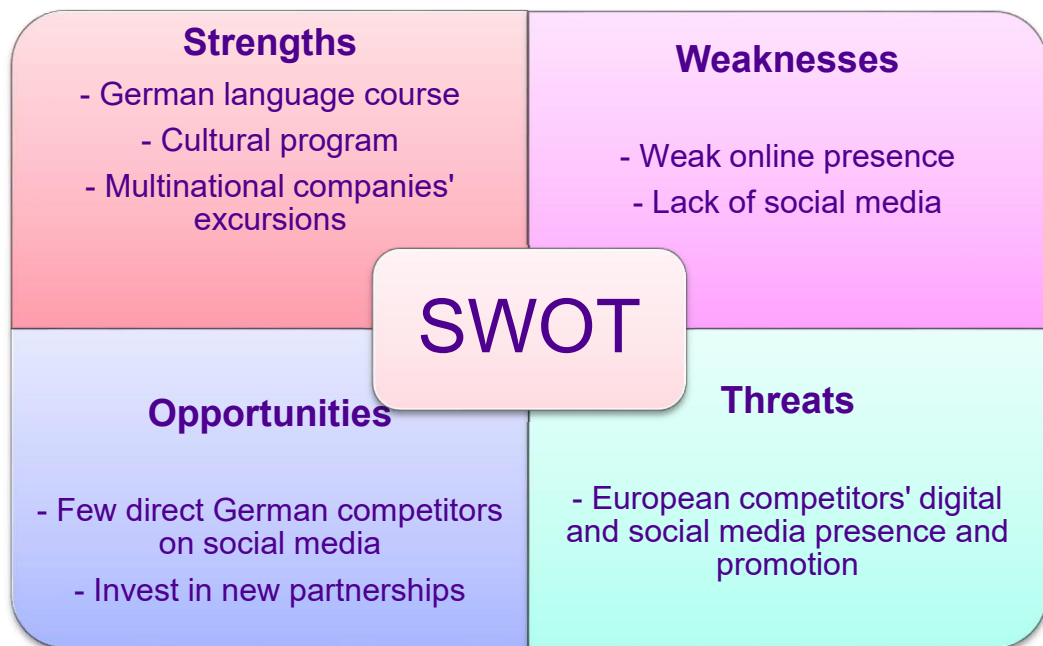 Strengths
- German language course
- Cultural program
- Multinational companies'
excursions
Weaknesses
- Weak online presence
- Lack of social media
SWOT
Opportunities
- Few direct German competitors
on social media
- Invest in new partnerships
Threats
- European competitors' digital
and social media presence and
promotion